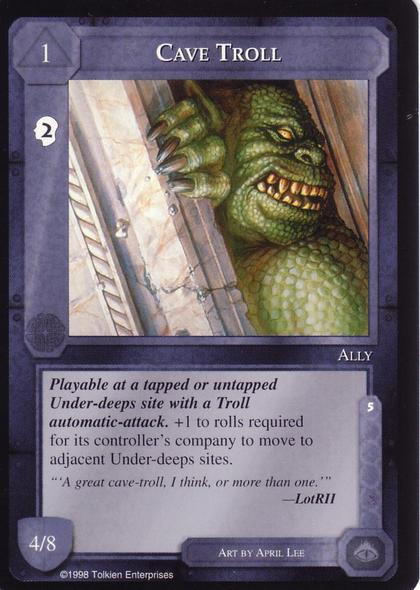 1
CAVE TROLL
2
ALLY
Playable at a tapped or untapped
Under-deeps site with a Troll
automatic-attack. +1 to rolls required
for its controller's company to move to
adjacent Under-deeps sites.
“‘A great cave-troll, I think, or more than one.’”
—LotRII
5
4/8
ART BY APRIL LEE
©1998 Tolkien Enterprises